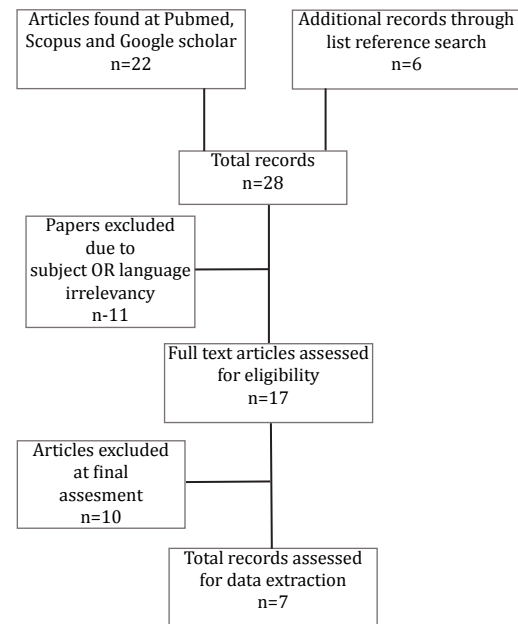 Articles found at Pubmed,
Scopus and Google scholar
n=22
Additional records through
list reference search
n=6
Total records
n=28
Papers excluded
due to
subject OR language
irrelevancy
n-11
Full text articles assessed
for eligibility
n=17
Articles excluded
at final
assesment
n=10
Total records assessed
for data extraction
n=7